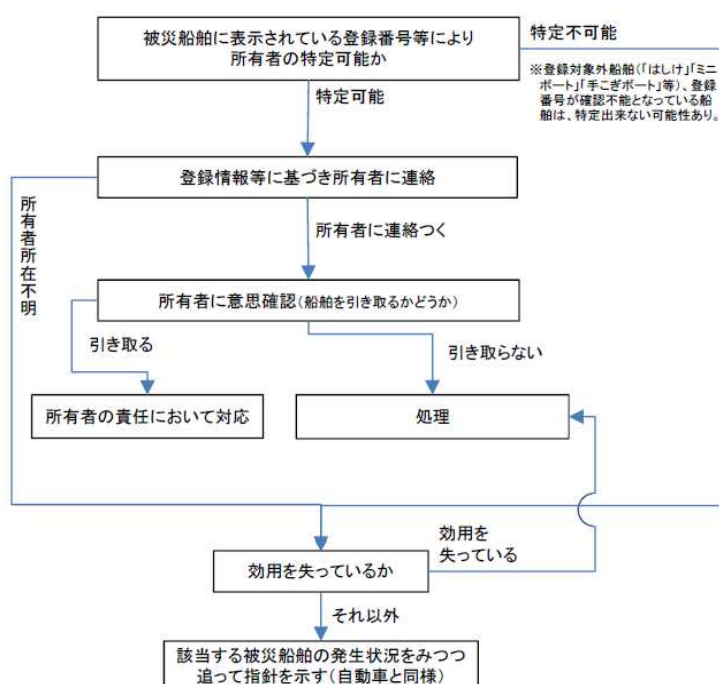 被災船舶に表示されている登録番号等により
所有者の特定可能か
特定不可能
※登録対象外船舶(「はしけ」「ミニ
ボート」「手こぎボート」等)、登録
番号が確認不能となっている船
舶は、特定出来ない可能性あり。
特定可能
登録情報等に基づき所有者に連絡
所有者所在不明
所有者に連絡つく
所有者に意思確認(船舶を引き取るかどうか)
引き取る
引き取らない
所有者の責任において対応
処理
効用を
失っている
効用を失っているか
それ以外
該当する被災船舶の発生状況をみつつ
追って指針を示す(自動車と同様)